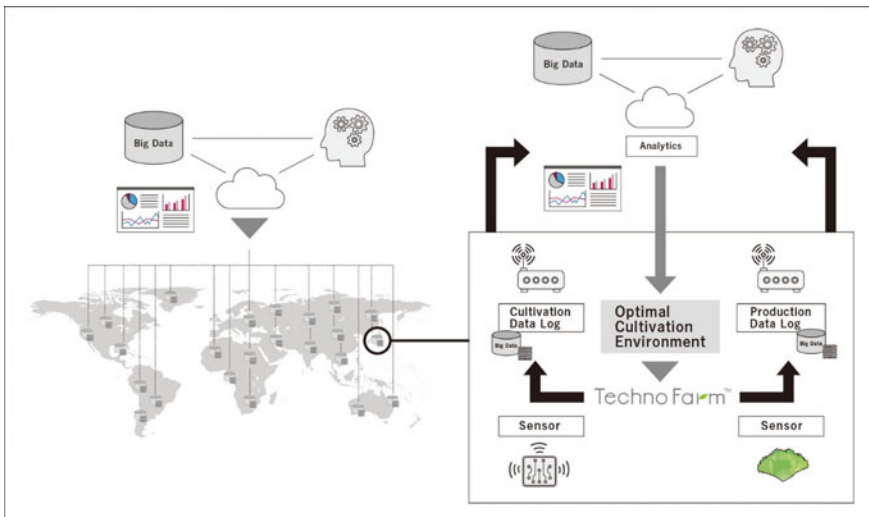 Big Data
Big Data
Analytics
Cultivation
Data Log
Big Data
Optimal
Cultivation
Environment
Production
Data Log
Big Data
Techno Farm™
Sensor
Sensor